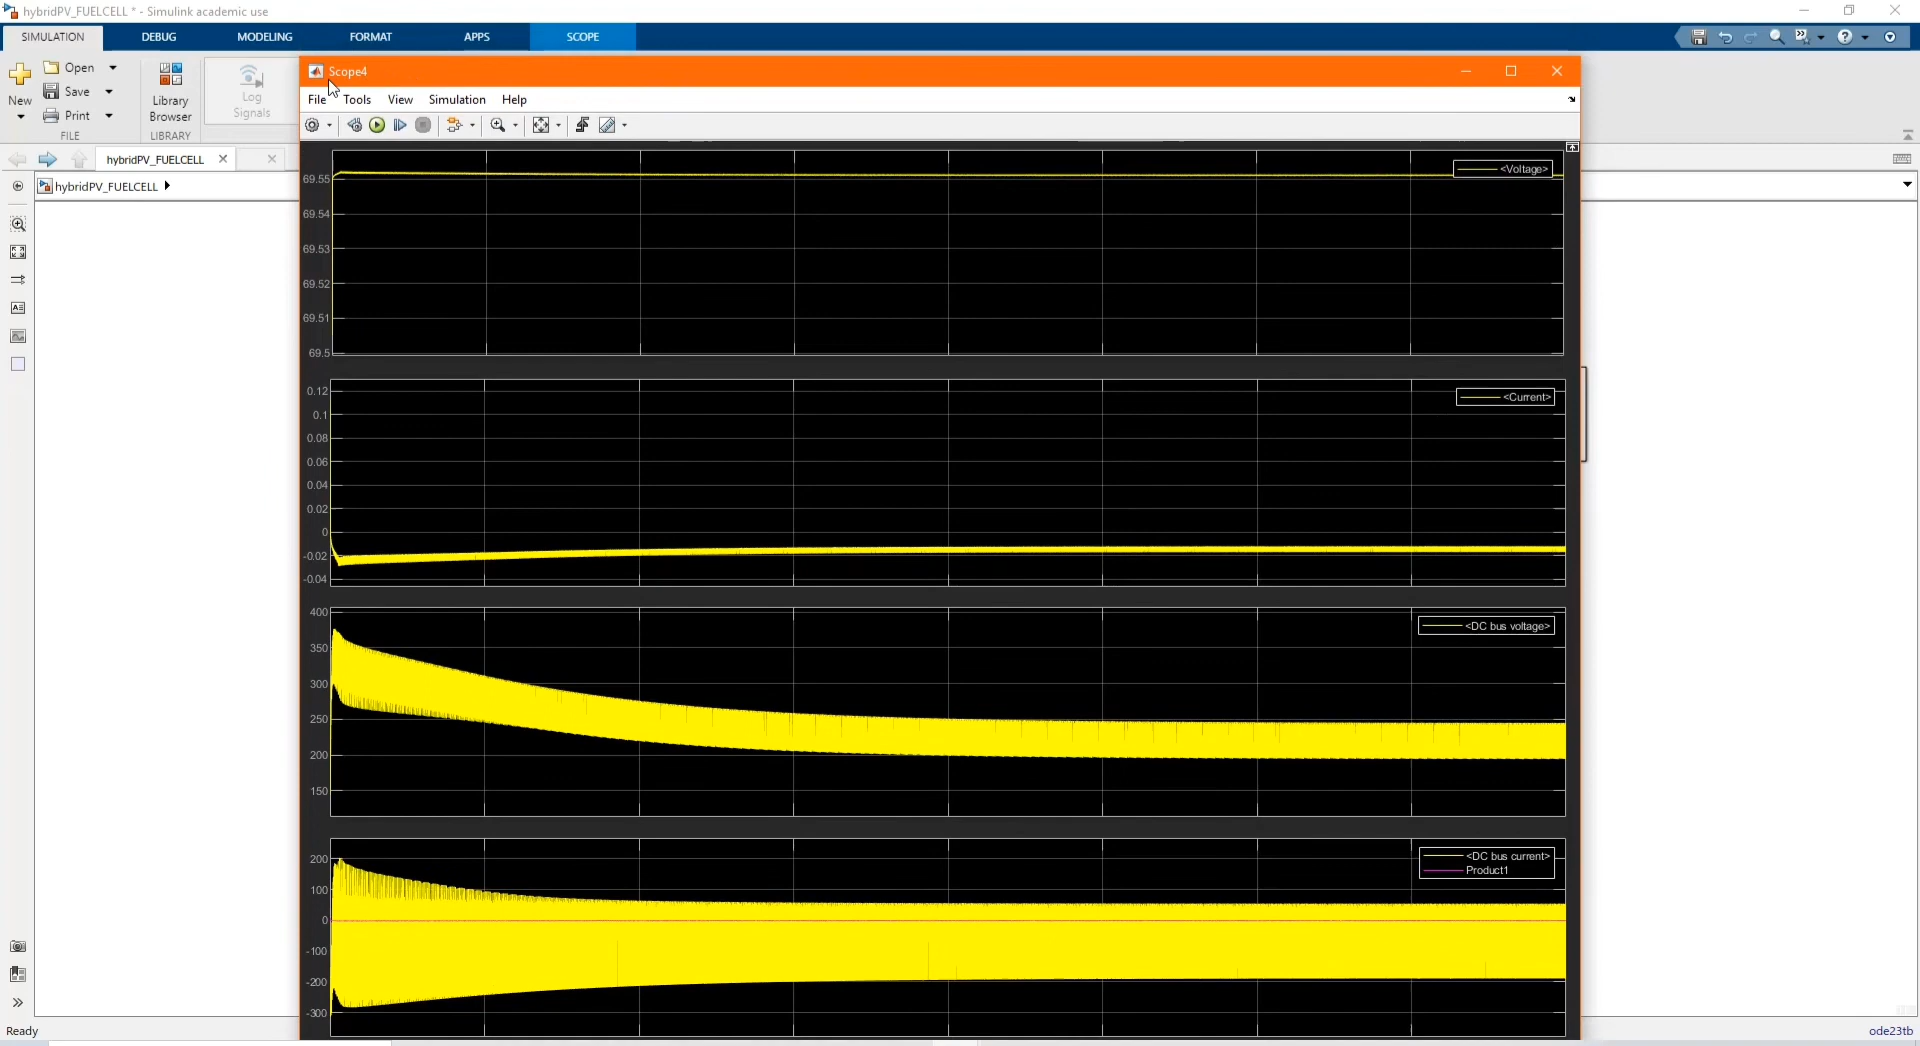 hybridPV_FUELCELL * - Simulink academic use
SIMULATION DEBUG MODELING FORMAT APPS SCOPE
New
Open
Save
Print
FILE
Library
Browser
LIBRARY
Log
Signals
hybridPV_FUELCELL
hybridPV_FUELCELL
Scope4
File Tools View Simulation Help
<Voltage>
69.55
69.54
69.53
69.52
69.51
69.5
<Current>
0.12
0.1
0.08
0.06
0.04
0.02
0
-0.02
-0.04
<DC bus voltage>
400
350
300
250
200
150
<DC bus current>
Product1
200
100
0
-100
-200
-300
Ready
ode23tb